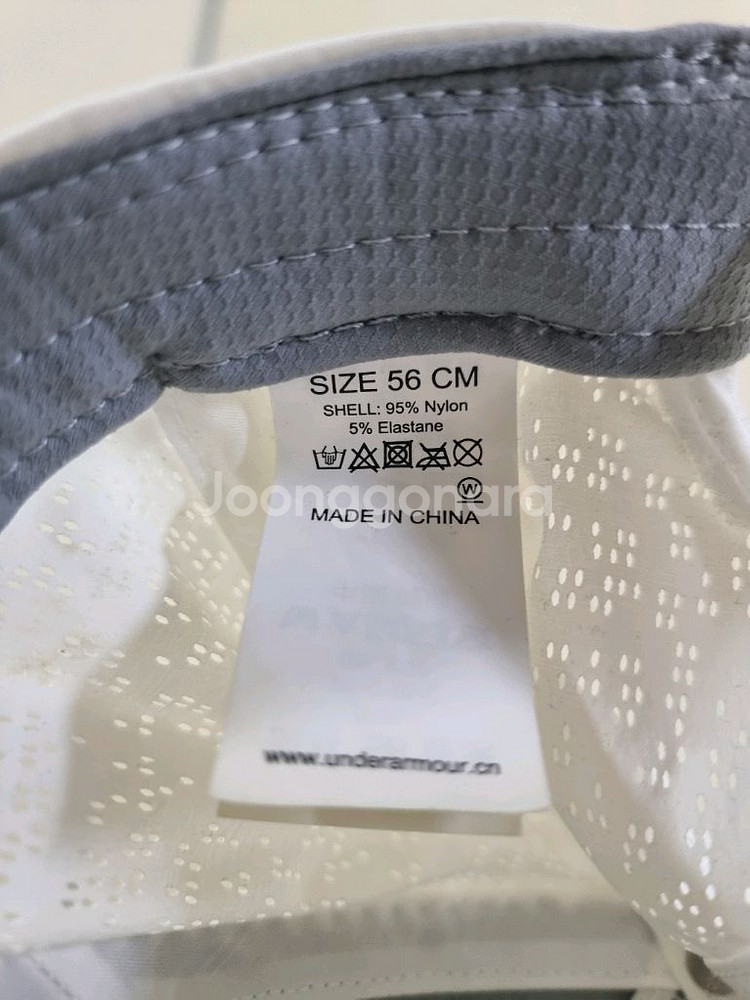 SIZE 56 CM
SHELL: 95% Nylon
5% Elastane
W
Joonggonara
MADE IN CHINA
www.underarmour.cn